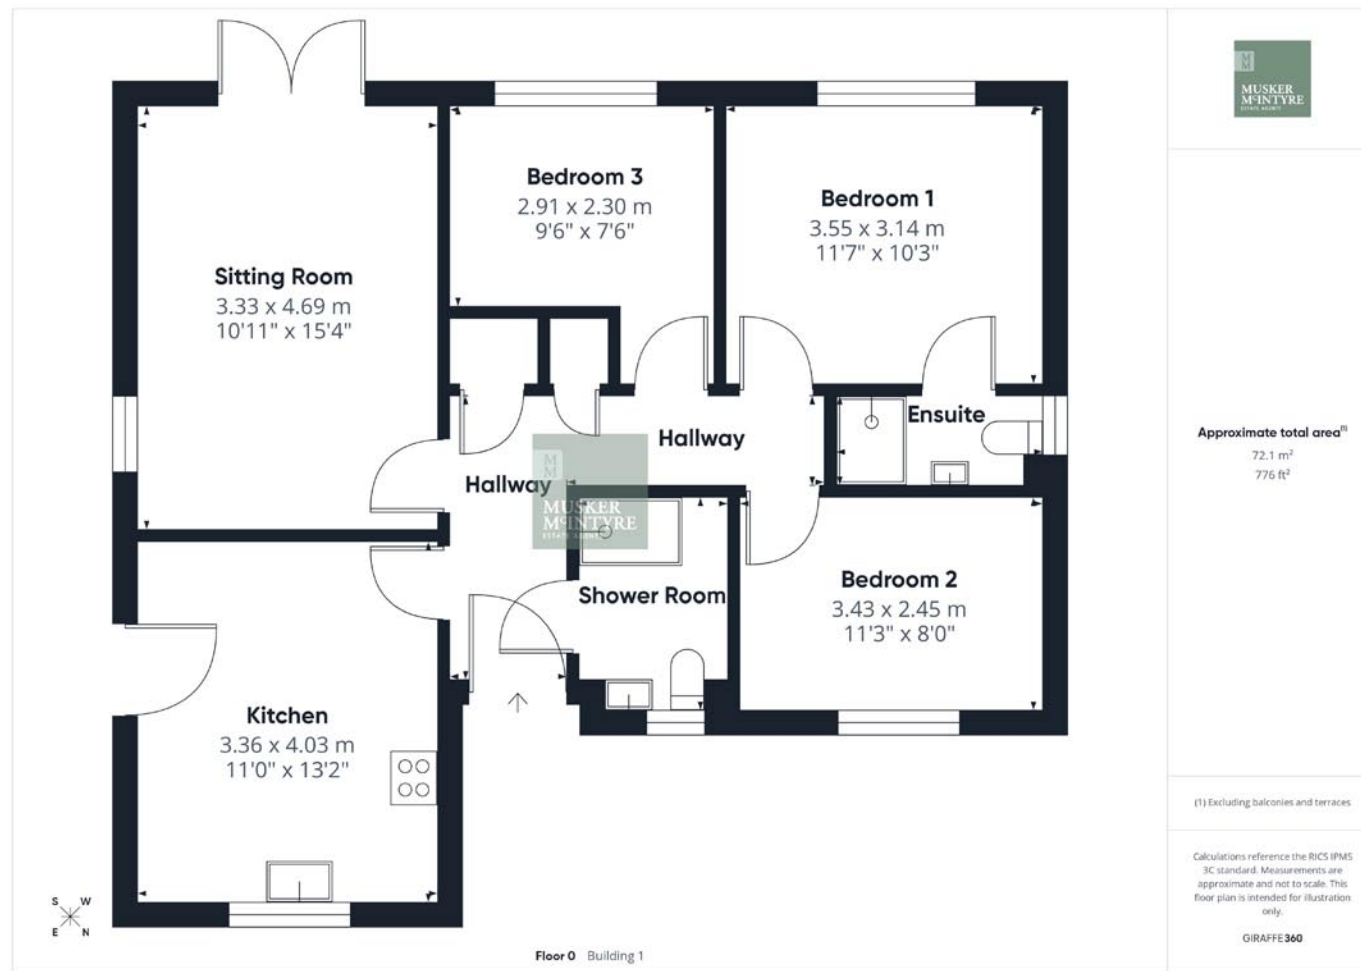 M
M
MUSKER
McINTYRE
ESTATE AGENTS
Bedroom 3
2.91 x 2.30 m
9'6" x 7'6"
Bedroom 1
3.55 x 3.14 m
11'7" x 10'3"
Sitting Room
3.33 x 4.69 m
10'11" x 15'4"
Ensuite
Hallway
Hallway
M
M
MUSKER
McINTYRE
ESTATE AGENTS
Shower Room
Bedroom 2
3.43 x 2.45 m
11'3" x 8'0"
Kitchen
3.36 x 4.03 m
11'0" x 13'2"
S W
E N
Floor 0 Building 1
Approximate total area(1)
72.1 m²
776 ft²
(1) Excluding balconies and terraces
Calculations reference the RICS IPMS
3C standard. Measurements are
approximate and not to scale. This
floor plan is intended for illustration
only.
GIRAFFE360